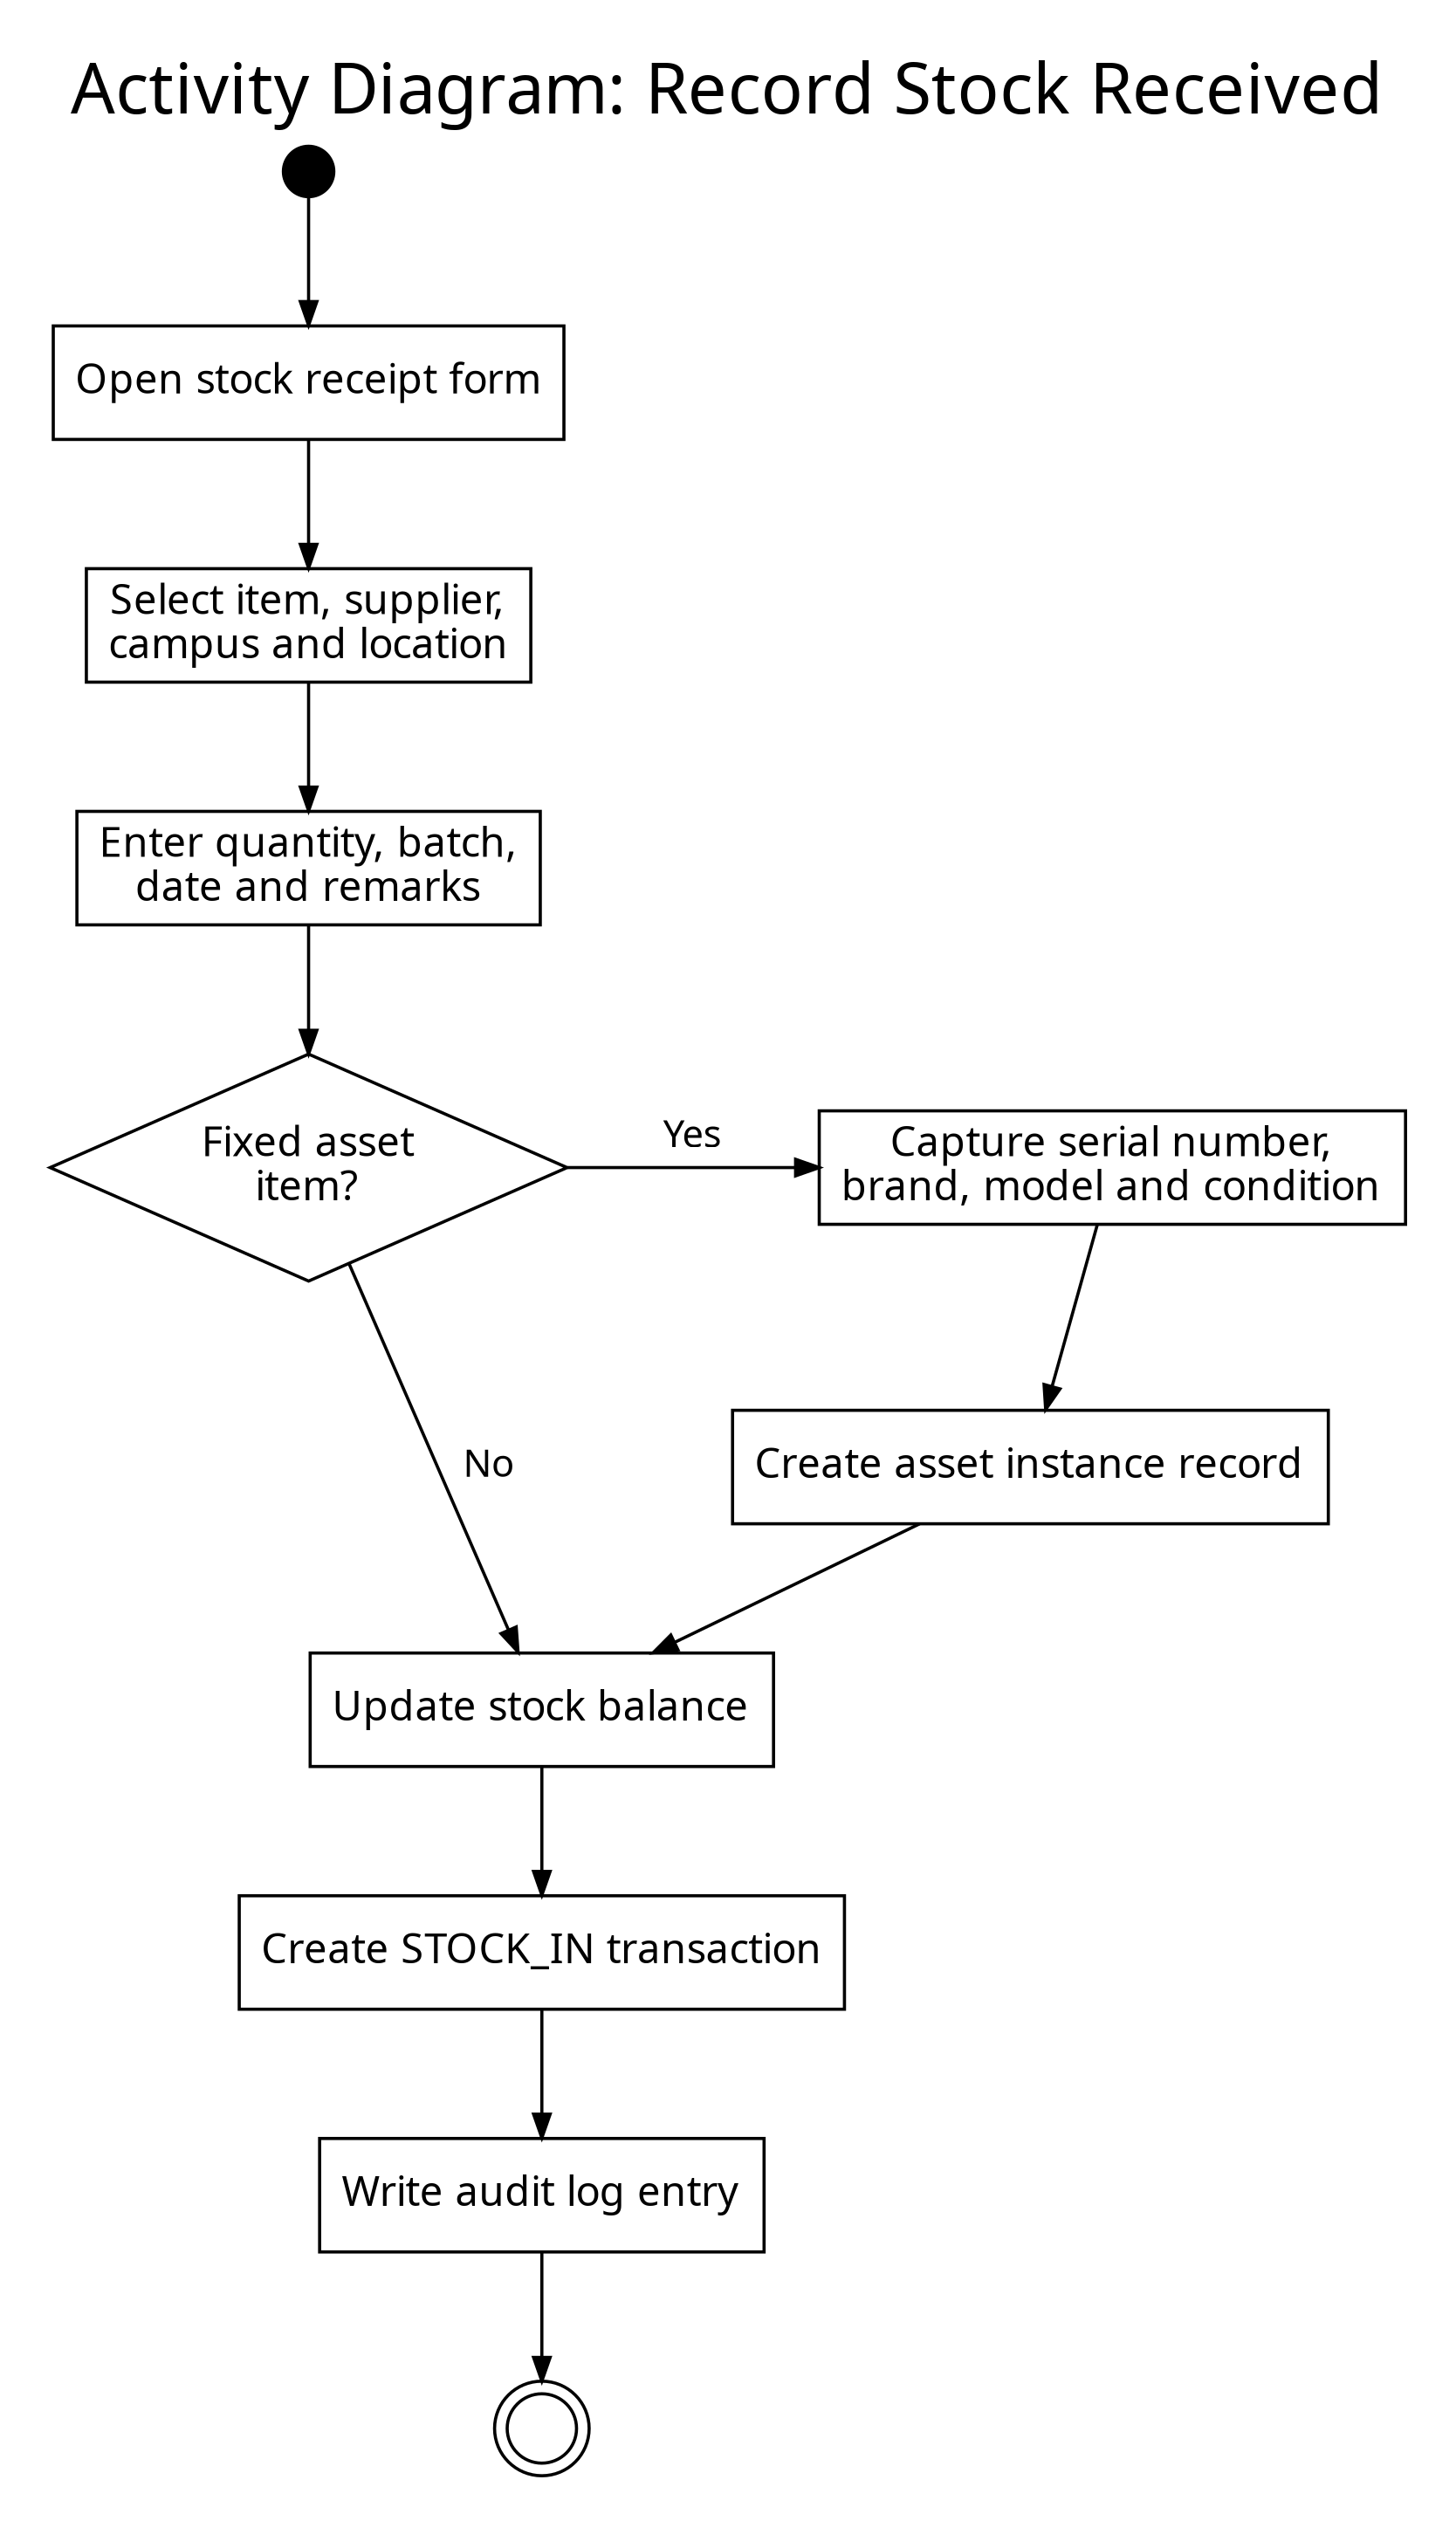 Activity Diagram: Record Stock Received
Open stock receipt form
Select item, supplier,
campus and location
Enter quantity, batch,
date and remarks
Fixed asset
item?
Yes
Capture serial number,
brand, model and condition
No
Create asset instance record
Update stock balance
Create STOCK_IN transaction
Write audit log entry